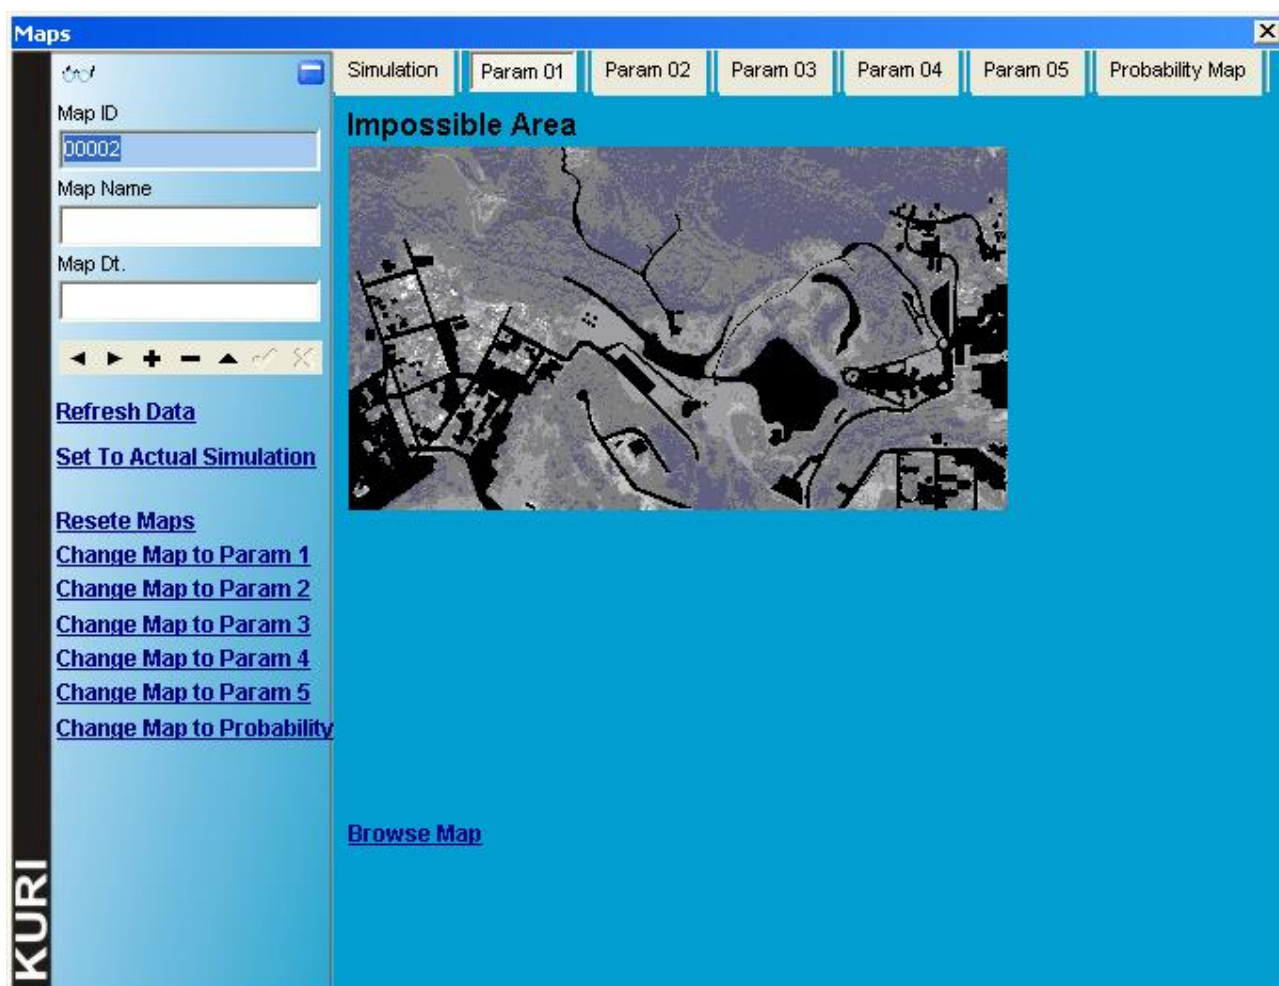 Maps
Simulation
Param 01
Param 02
Param 03
Param 04
Param 05
Probability Map
Map ID
00002
Map Name
Map Dt.
Refresh Data
Set To Actual Simulation
Resete Maps
Change Map to Param 1
Change Map to Param 2
Change Map to Param 3
Change Map to Param 4
Change Map to Param 5
Change Map to Probability
KURI
Impossible Area
Browse Map